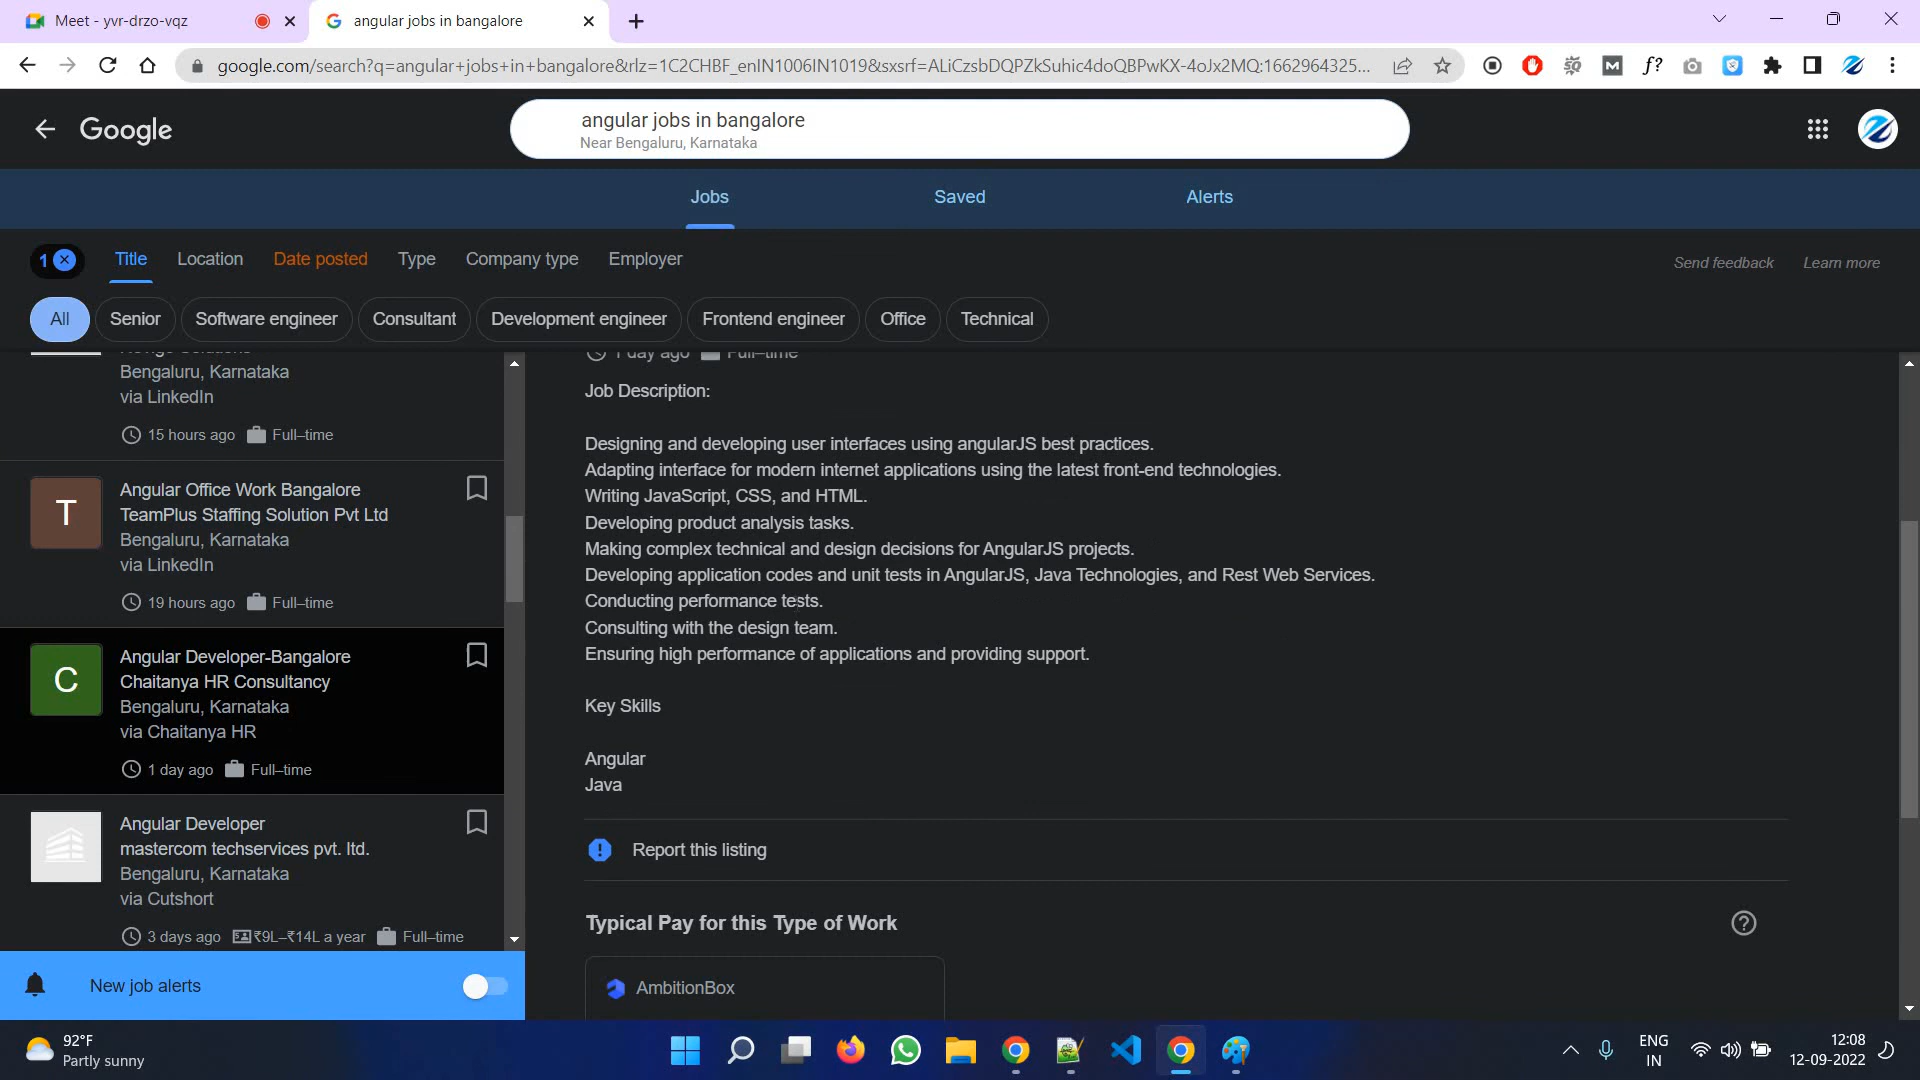 Meet - yvr-drzo-vqz
angular jobs in bangalore
google.com/search?q=angular+jobs+in+bangalore&rlz=1C2CHBF_enIN1006IN1019&sxsrf=ALiCzsbDQPZkSuhic4doQBPwKX-4oJx2MQ:1662964325...
Google
angular jobs in bangalore
Near Bengaluru, Karnataka
Jobs
Saved
Alerts
1
Title
Location
Date posted
Type
Company type
Employer
Send feedback
Learn more
All
Senior
Software engineer
Consultant
Development engineer
Frontend engineer
Office
Technical
Bengaluru, Karnataka
via LinkedIn
15 hours ago
Full–time
T
Angular Office Work Bangalore
TeamPlus Staffing Solution Pvt Ltd
Bengaluru, Karnataka
via LinkedIn
19 hours ago
Full–time
C
Angular Developer-Bangalore
Chaitanya HR Consultancy
Bengaluru, Karnataka
via Chaitanya HR
1 day ago
Full–time
Angular Developer
mastercom techservices pvt. ltd.
Bengaluru, Karnataka
via Cutshort
3 days ago
₹9L–₹14L a year
Full–time
New job alerts
1 day ago
Full–time
Job Description:
Designing and developing user interfaces using angularJS best practices.
Adapting interface for modern internet applications using the latest front-end technologies.
Writing JavaScript, CSS, and HTML.
Developing product analysis tasks.
Making complex technical and design decisions for AngularJS projects.
Developing application codes and unit tests in AngularJS, Java Technologies, and Rest Web Services.
Conducting performance tests.
Consulting with the design team.
Ensuring high performance of applications and providing support.
Key Skills
Angular
Java
Report this listing
Typical Pay for this Type of Work
AmbitionBox
92°F
Partly sunny
ENG
IN
12:08
12-09-2022